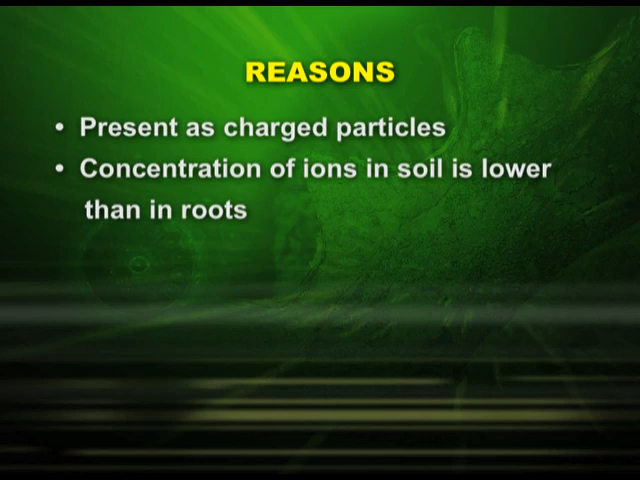 REASONS
• Present as charged particles
• Concentration of ions in soil is lower
than in roots